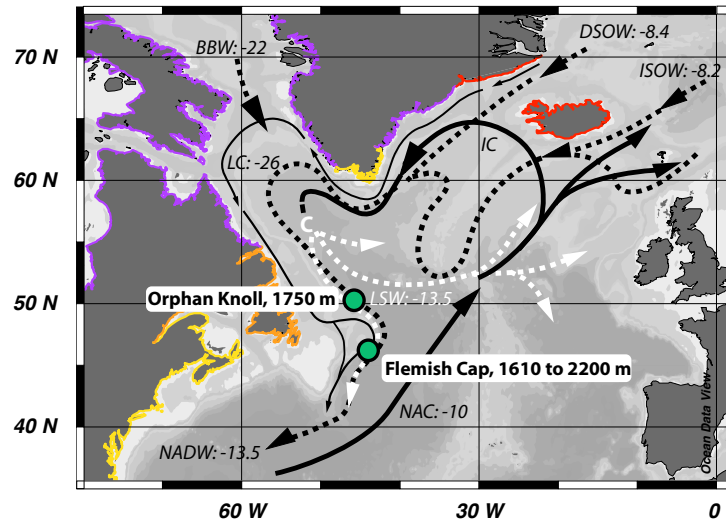 70 N
60 N
50 N
40 N
BBW: -22
DSOW: -8.4
ISOW: -8.2
IC
LC: -26
C
Orphan Knoll, 1750 m
LSW: -13.5
Flemish Cap, 1610 to 2200 m
NAC: -10
NADW: -13.5
Ocean Data View
60 W
30 W
0